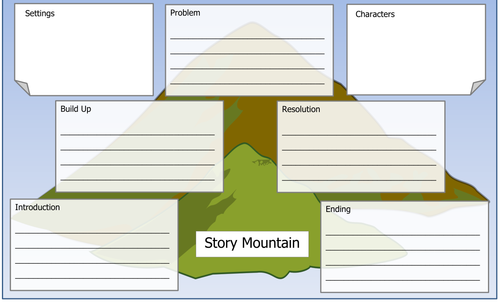 Settings
Problem
Characters
Build Up
Resolution
Introduction
Ending
Story Mountain